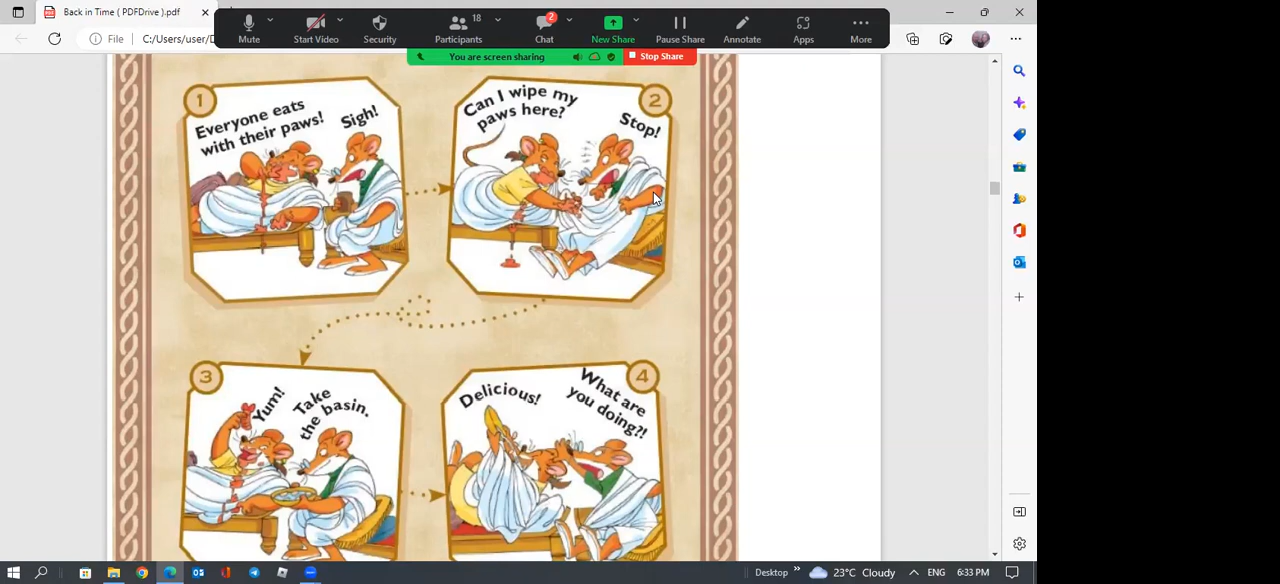 Back in Time ( PDFDrive ).pdf
Mute
Start Video
Security
18
Participants
2
Chat
New Share
Pause Share
Annotate
Apps
More
File
C:/Users/user/
You are screen sharing
Stop Share
1
Everyone eats
with their paws!
Sigh!
Can I wipe my
paws here?
2
Stop!
3
Yum!
Take
the basin.
Delicious!
4
What are
you doing?!
Desktop
23°C Cloudy
ENG
6:33 PM